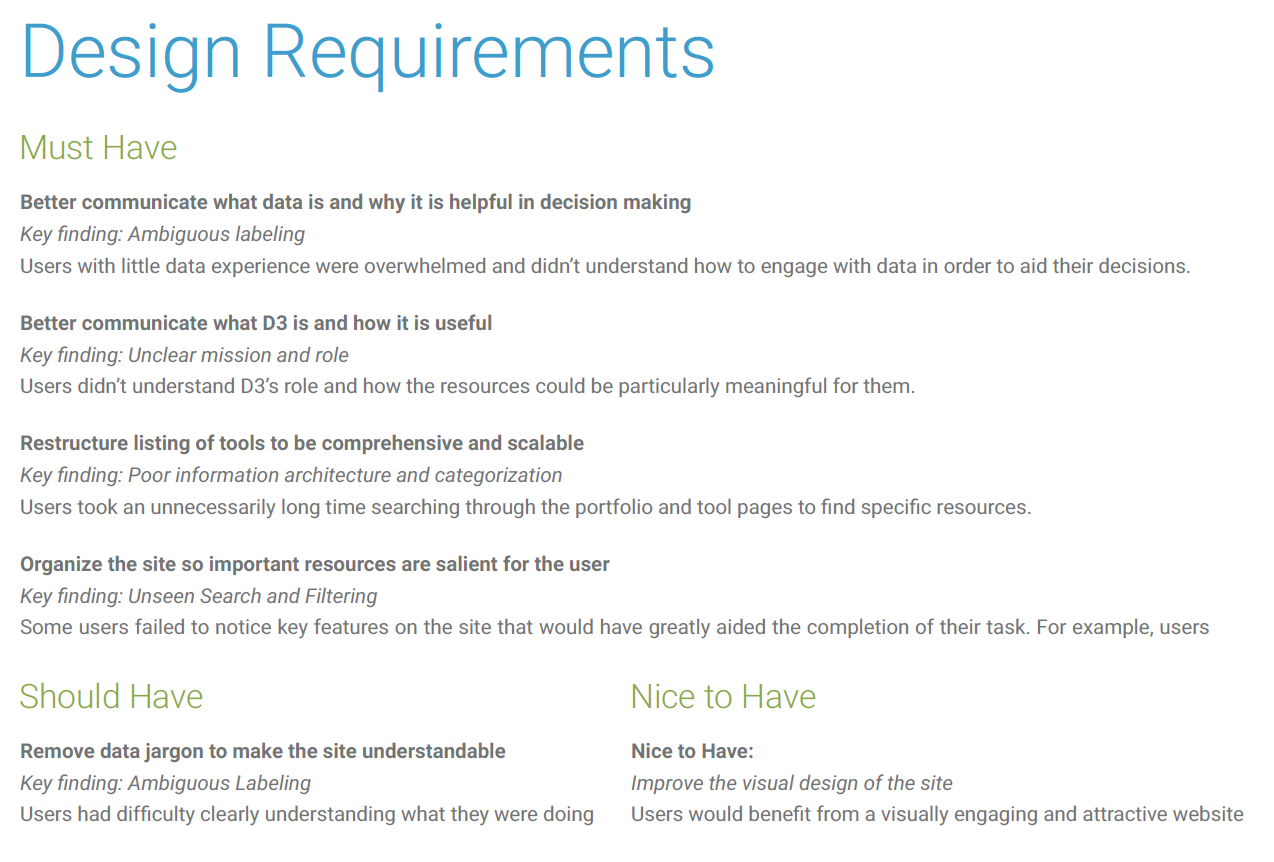 Design Requirements
Must Have
Better communicate what data is and why it is helpful in decision making
Key finding: Ambiguous labeling
Users with little data experience were overwhelmed and didn’t understand how to engage with data in order to aid their decisions.
Better communicate what D3 is and how it is useful
Key finding: Unclear mission and role
Users didn’t understand D3’s role and how the resources could be particularly meaningful for them.
Restructure listing of tools to be comprehensive and scalable
Key finding: Poor information architecture and categorization
Users took an unnecessarily long time searching through the portfolio and tool pages to find specific resources.
Organize the site so important resources are salient for the user
Key finding: Unseen Search and Filtering
Some users failed to notice key features on the site that would have greatly aided the completion of their task. For example, users
Should Have
Remove data jargon to make the site understandable
Key finding: Ambiguous Labeling
Users had difficulty clearly understanding what they were doing
Nice to Have
Nice to Have:
Improve the visual design of the site
Users would benefit from a visually engaging and attractive website